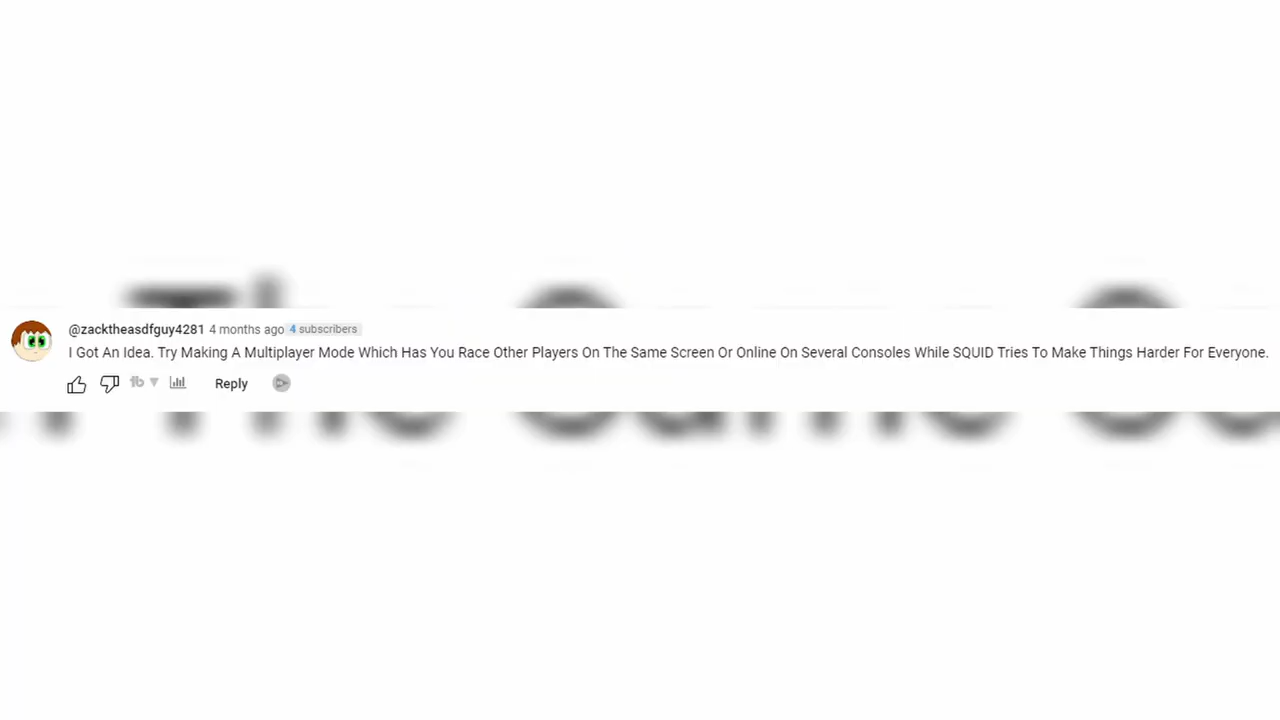 @zacktheasdfguy4281 4 months ago 4 subscribers
I Got An Idea. Try Making A Multiplayer Mode Which Has You Race Other Players On The Same Screen Or Online On Several Consoles While SQUID Tries To Make Things Harder For Everyone.
Reply